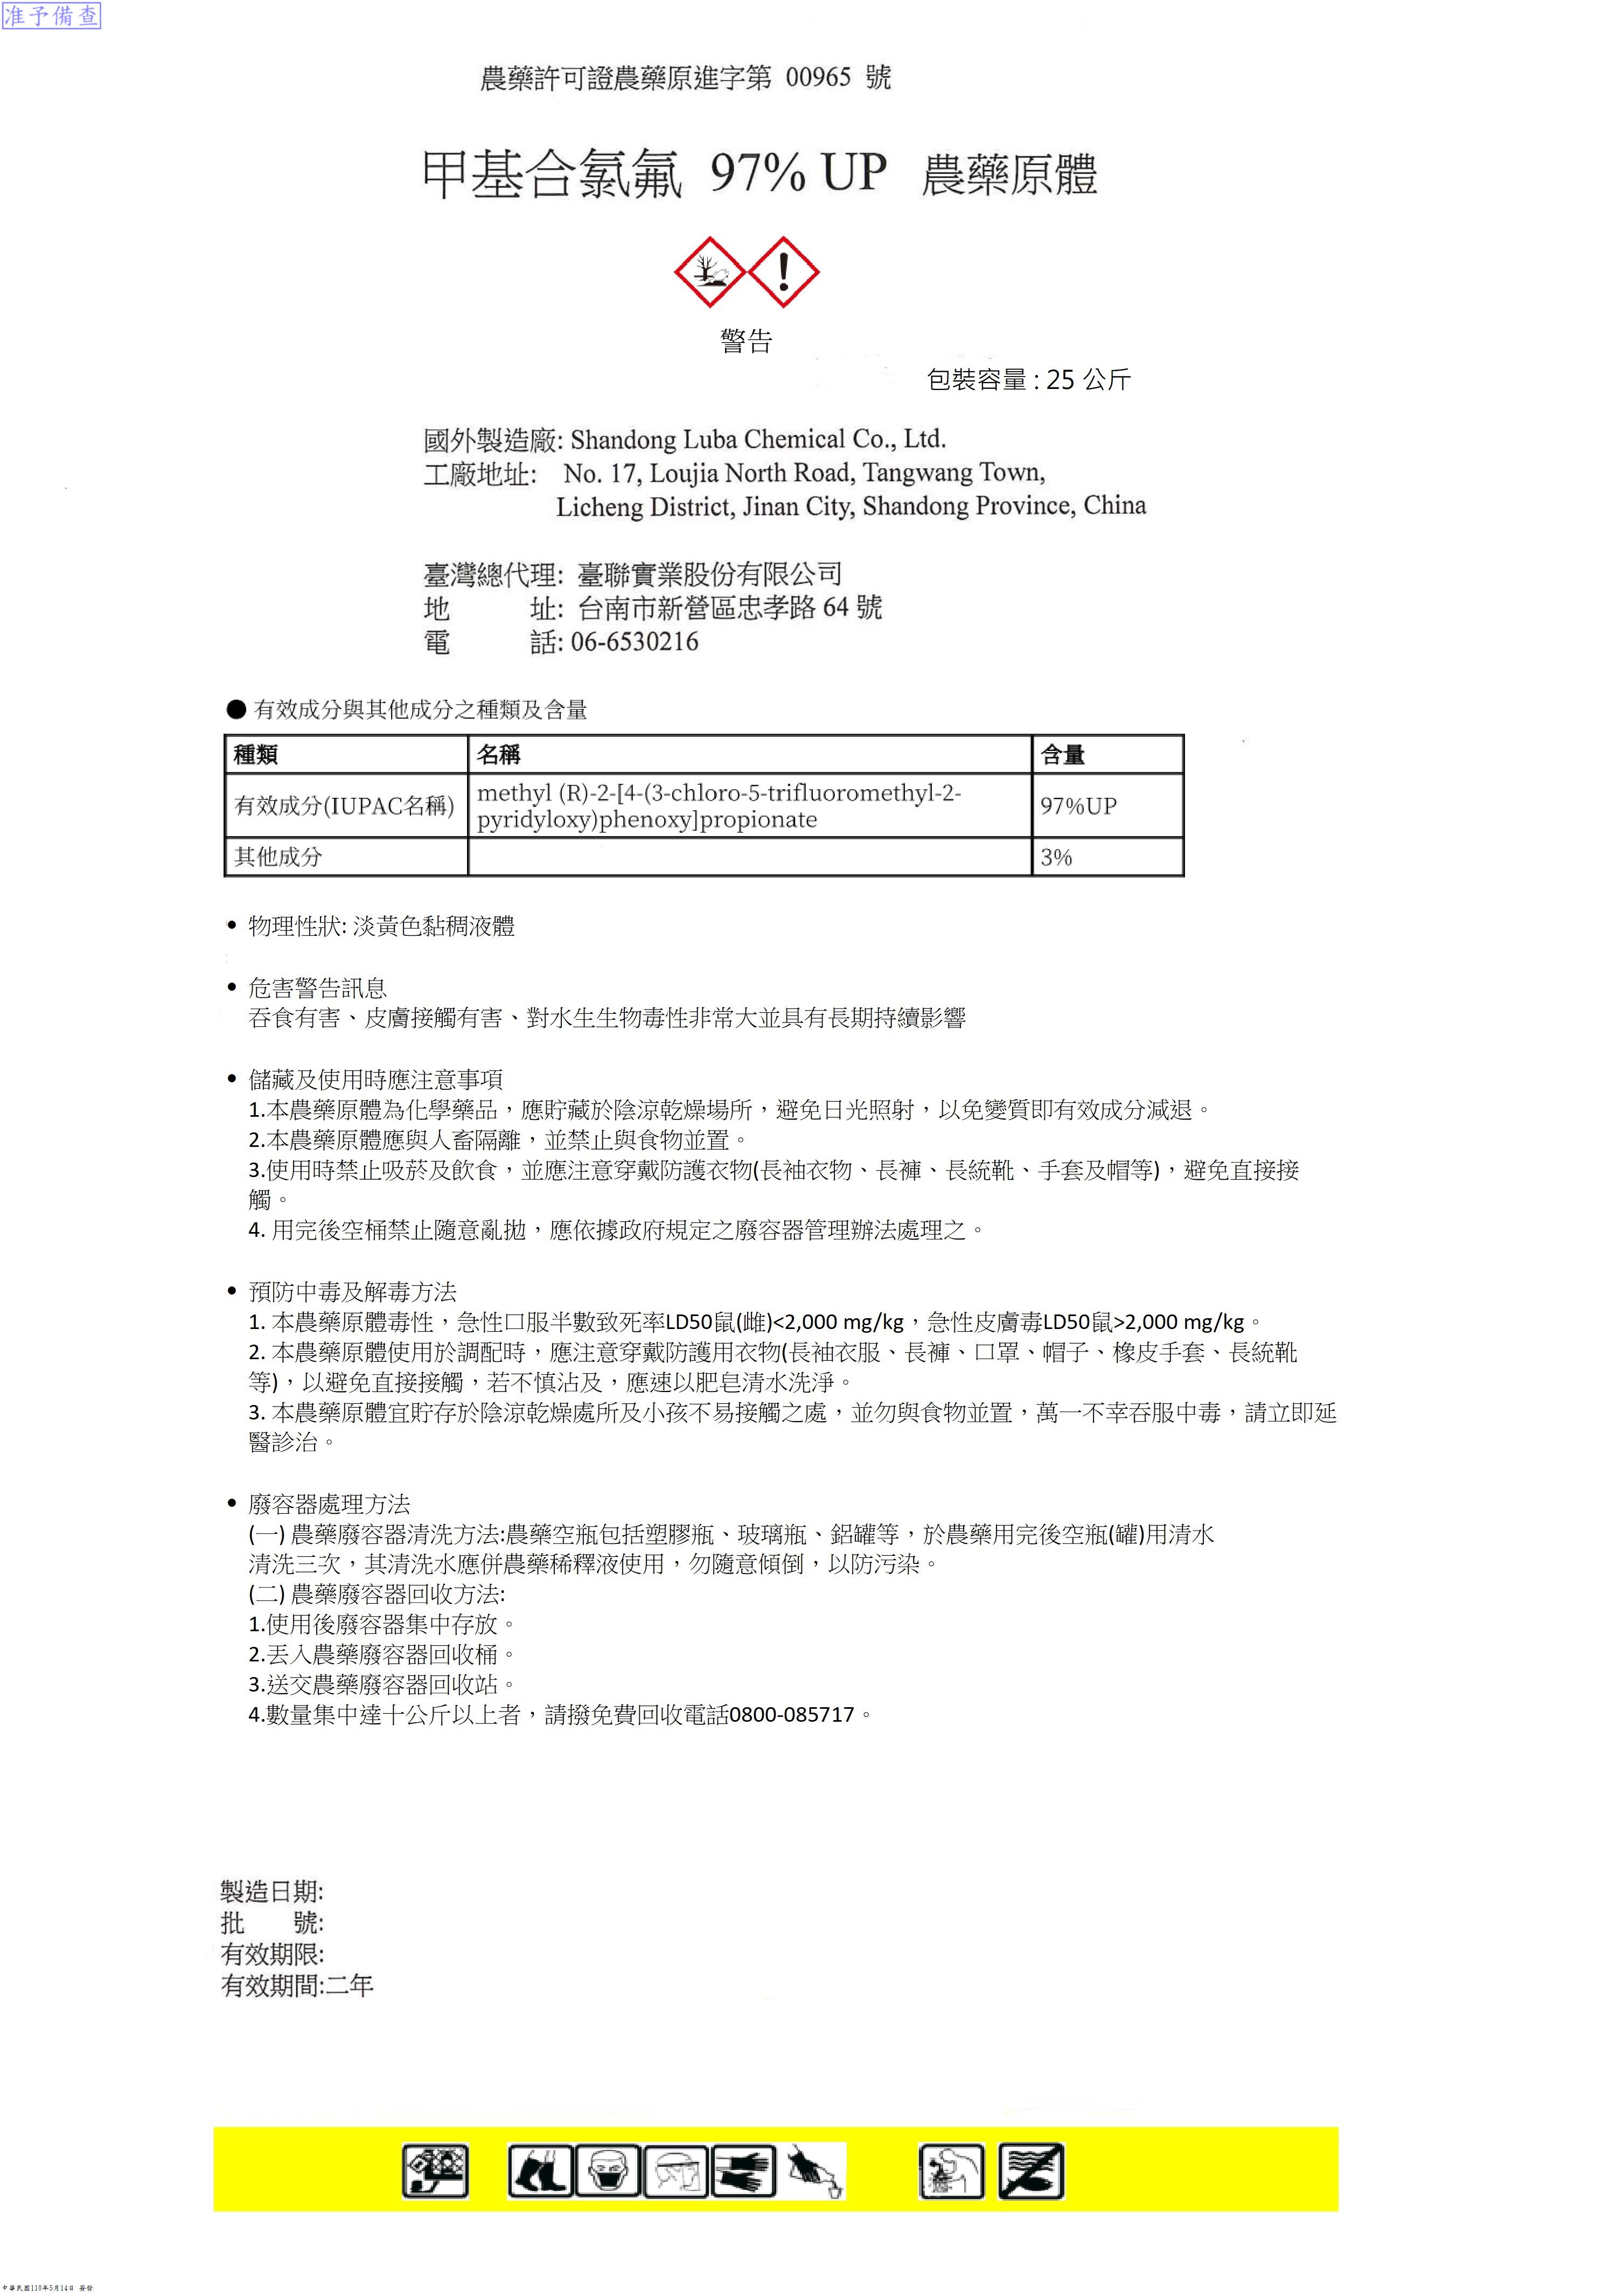 准予備查
農藥許可證農藥原進字第 00965 號
甲基合氯氟 97% UP 農藥原體
警告
包裝容量 : 25 公斤
國外製造廠: Shandong Luba Chemical Co., Ltd.
工廠地址: No. 17, Loujia North Road, Tangwang Town,
Licheng District, Jinan City, Shandong Province, China
臺灣總代理: 臺聯實業股份有限公司
地 址: 台南市新營區忠孝路 64 號
電 話: 06-6530216
● 有效成分與其他成分之種類及含量
種類 名稱 含量
有效成分(IUPAC名稱) methyl (R)-2-[4-(3-chloro-5-trifluoromethyl-2-
pyridyloxy)phenoxy]propionate 97%UP
其他成分 3%
• 物理性狀: 淡黃色黏稠液體
• 危害警告訊息
吞食有害、皮膚接觸有害、對水生生物毒性非常大並具有長期持續影響
• 儲藏及使用時應注意事項
1.本農藥原體為化學藥品，應貯藏於陰涼乾燥場所，避免日光照射，以免變質即有效成分減退。
2.本農藥原體應與人畜隔離，並禁止與食物並置。
3.使用時禁止吸菸及飲食，並應注意穿戴防護衣物(長袖衣物、長褲、長統靴、手套及帽等)，避免直接接
觸。
4. 用完後空桶禁止隨意亂拋，應依據政府規定之廢容器管理辦法處理之。
• 預防中毒及解毒方法
1. 本農藥原體毒性，急性口服半數致死率LD50鼠(雌)<2,000 mg/kg，急性皮膚毒LD50鼠>2,000 mg/kg。
2. 本農藥原體使用於調配時，應注意穿戴防護用衣物(長袖衣服、長褲、口罩、帽子、橡皮手套、長統靴
等)，以避免直接接觸，若不慎沾及，應速以肥皂清水洗淨。
3. 本農藥原體宜貯存於陰涼乾燥處所及小孩不易接觸之處，並勿與食物並置，萬一不幸吞服中毒，請立即延
醫診治。
• 廢容器處理方法
(一) 農藥廢容器清洗方法:農藥空瓶包括塑膠瓶、玻璃瓶、鋁罐等，於農藥用完後空瓶(罐)用清水
清洗三次，其清洗水應併農藥稀釋液使用，勿隨意傾倒，以防污染。
(二) 農藥廢容器回收方法:
1.使用後廢容器集中存放。
2.丟入農藥廢容器回收桶。
3.送交農藥廢容器回收站。
4.數量集中達十公斤以上者，請撥免費回收電話0800-085717。
製造日期:
批 號:
有效期限:
有效期間:二年
中華民國110年5月14日 簽發